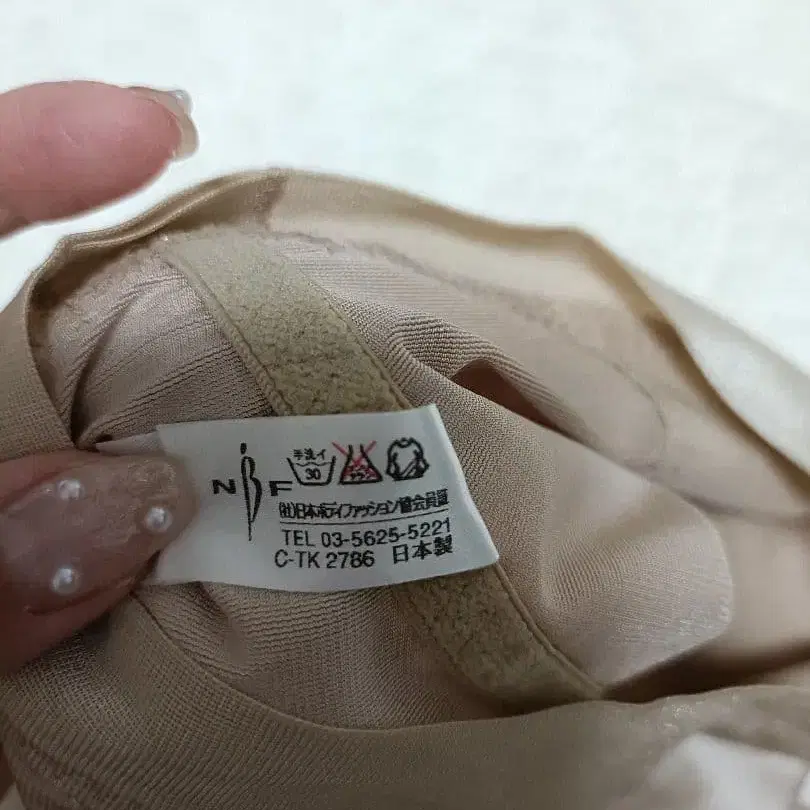 NBF
手洗イ
30
(社)日本ボディファッション協会会員証
TEL 03-5625-5221
C-TK 2786 日本製